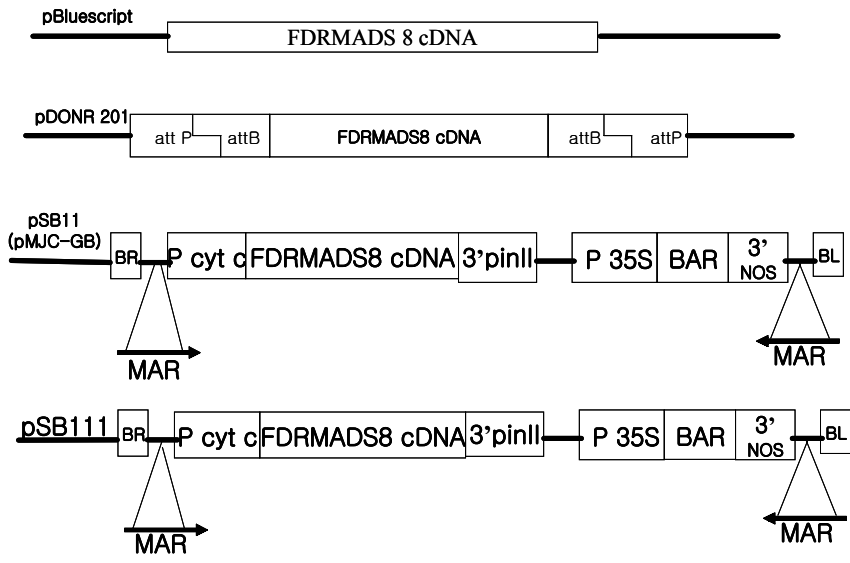 pBluescript
FDRMADS 8 cDNA
pDONR 201
att P attB FDRMADS8 cDNA attB attP
pSB11
(pMJC-GB)
BR P cyt c FDRMADS8 cDNA 3'pinII P 35S BAR 3' NOS BL
MAR MAR
pSB111 BR P cyt c FDRMADS8 cDNA 3'pinII P 35S BAR 3' NOS BL
MAR MAR